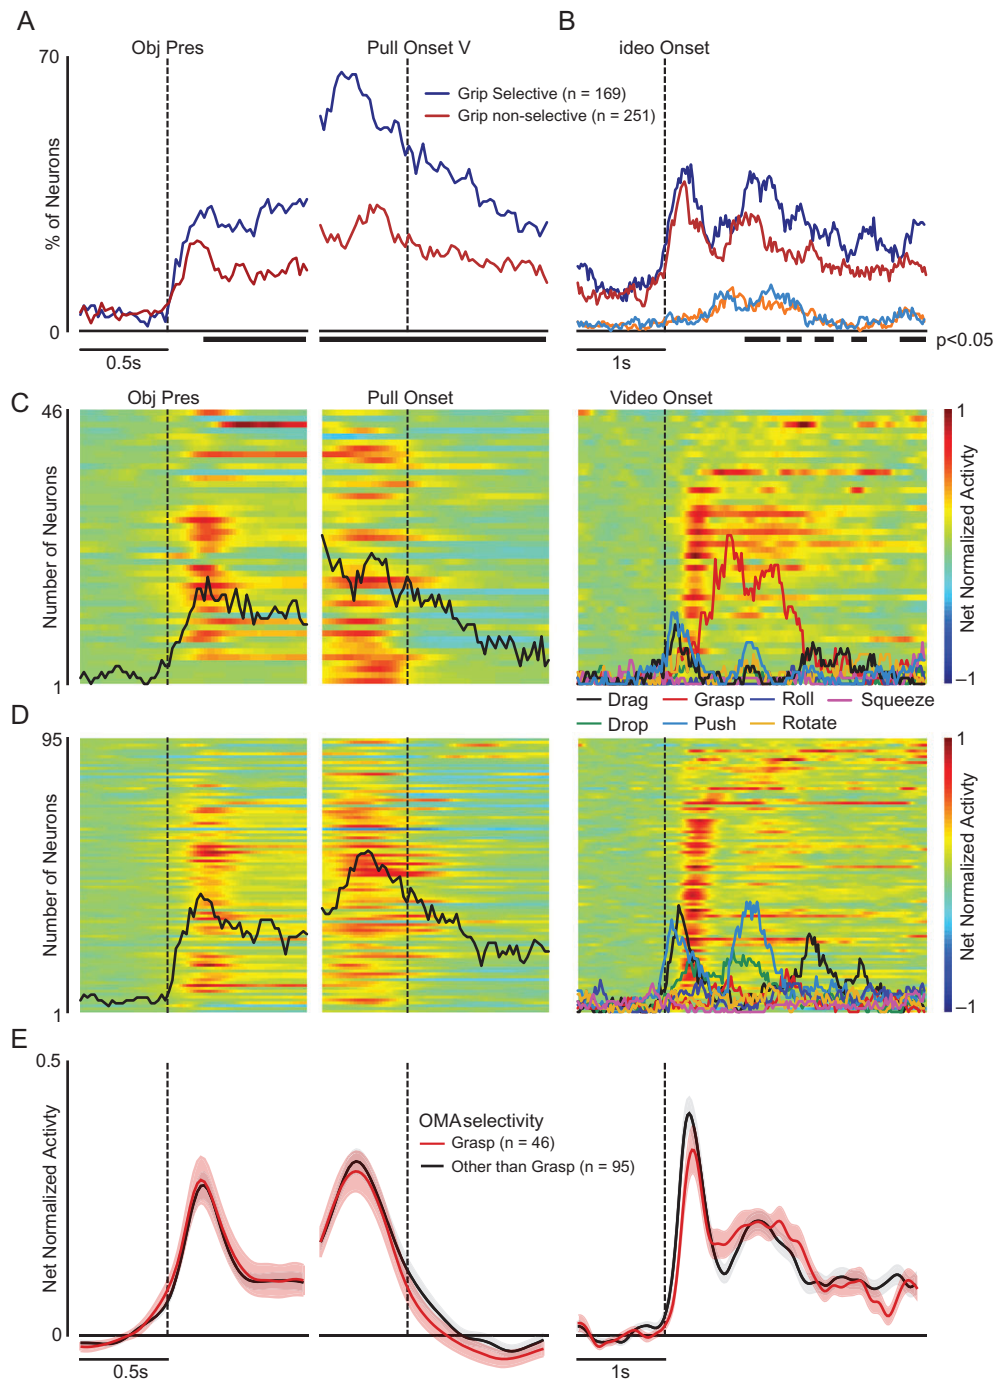 A
B
Obj Pres
Pull Onset V
ideo Onset
70
Grip Selective (n = 169)
Grip non-selective (n = 251)
% of Neurons
0
p<0.05
0.5s
1s
C
Obj Pres
Pull Onset
Video Onset
46
1
Number of Neurons
1
Net Normalized Activty
–1
Drag
Grasp
Roll
Squeeze
Drop
Push
Rotate
D
95
1
Number of Neurons
1
Net Normalized Activty
–1
E
0.5
OMAselectivity
Grasp (n = 46)
Other than Grasp (n = 95)
Net Normalized Activty
0
0.5s
1s